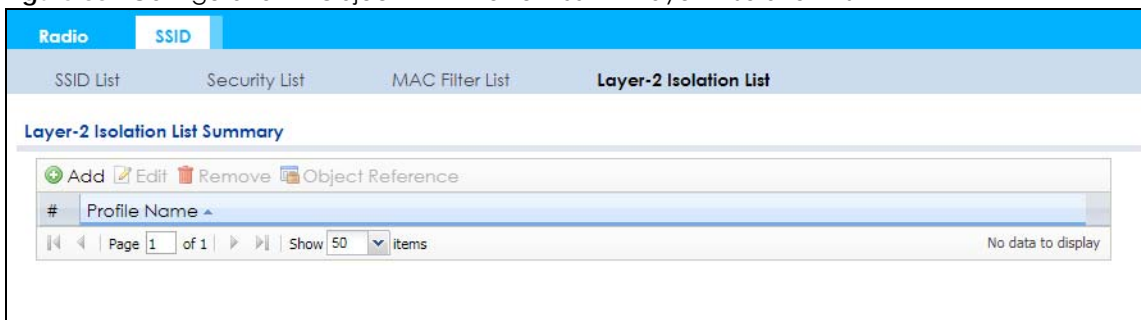 Radio SSID
SSID List Security List MAC Filter List Layer-2 Isolation List
Layer-2 Isolation List Summary
Add Edit Remove Object Reference
# Profile Name
Page 1 of 1 Show 50 items No data to display